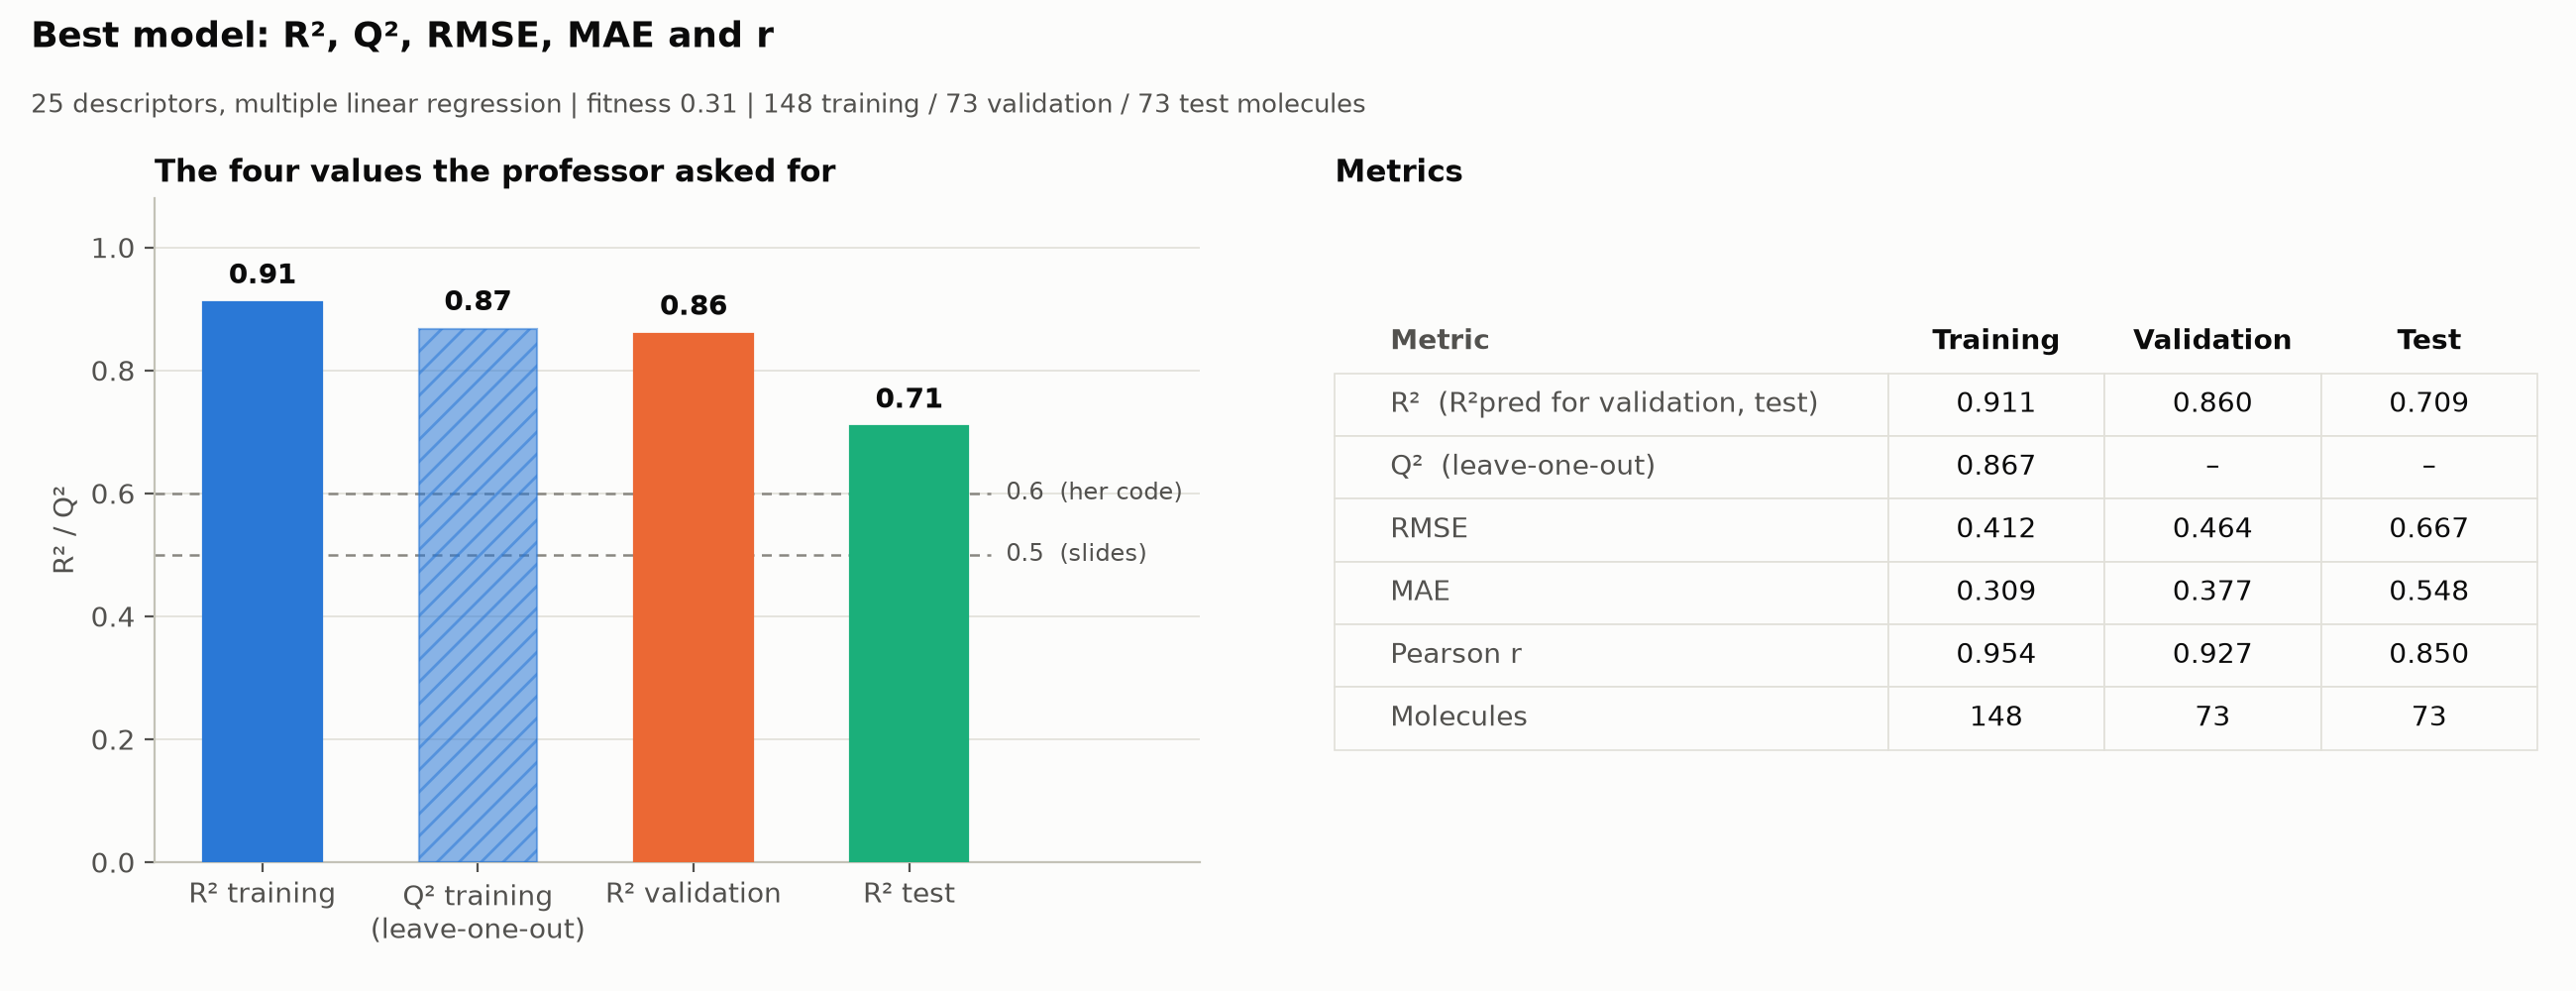 Best model: R², Q², RMSE, MAE and r
25 descriptors, multiple linear regression | fitness 0.31 | 148 training / 73 validation / 73 test molecules
The four values the professor asked for
R² / Q²
1.0
0.8
0.6
0.4
0.2
0.0
0.91
0.87
0.86
0.71
0.6 (her code)
0.5 (slides)
R² training
Q² training
(leave-one-out)
R² validation
R² test
Metrics
Metric Training Validation Test
R² (R²pred for validation, test) 0.911 0.860 0.709
Q² (leave-one-out) 0.867 – –
RMSE 0.412 0.464 0.667
MAE 0.309 0.377 0.548
Pearson r 0.954 0.927 0.850
Molecules 148 73 73